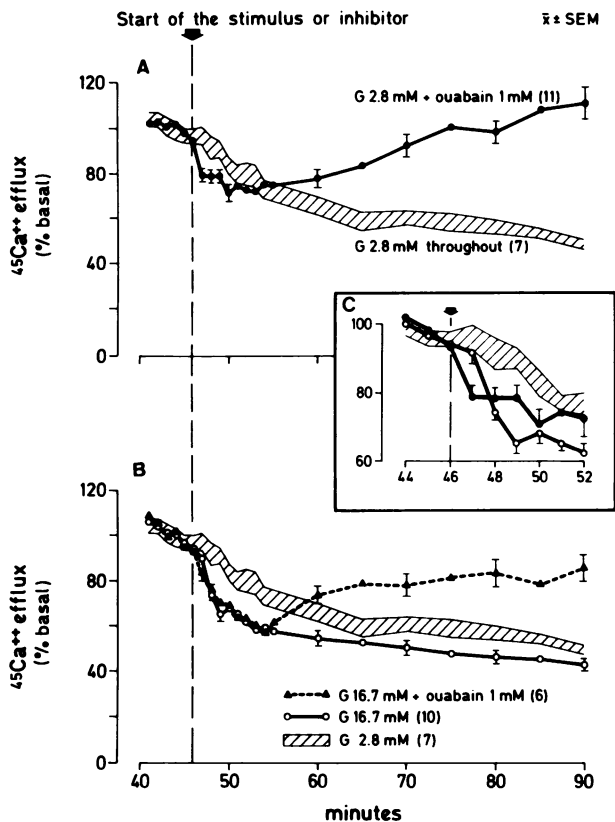 Start of the stimulus or inhibitor
x̄ ± SEM
A
120
80
40
0
45Ca++ efflux
(% basal)
G 2.8 mM + ouabain 1 mM (11)
G 2.8 mM throughout (7)
C
100
80
60
44 46 48 50 52
B
120
80
40
0
45Ca++ efflux
(% basal)
G 16.7 mM + ouabain 1 mM (6)
G 16.7 mM (10)
G 2.8 mM (7)
40 50 60 70 80 90
minutes